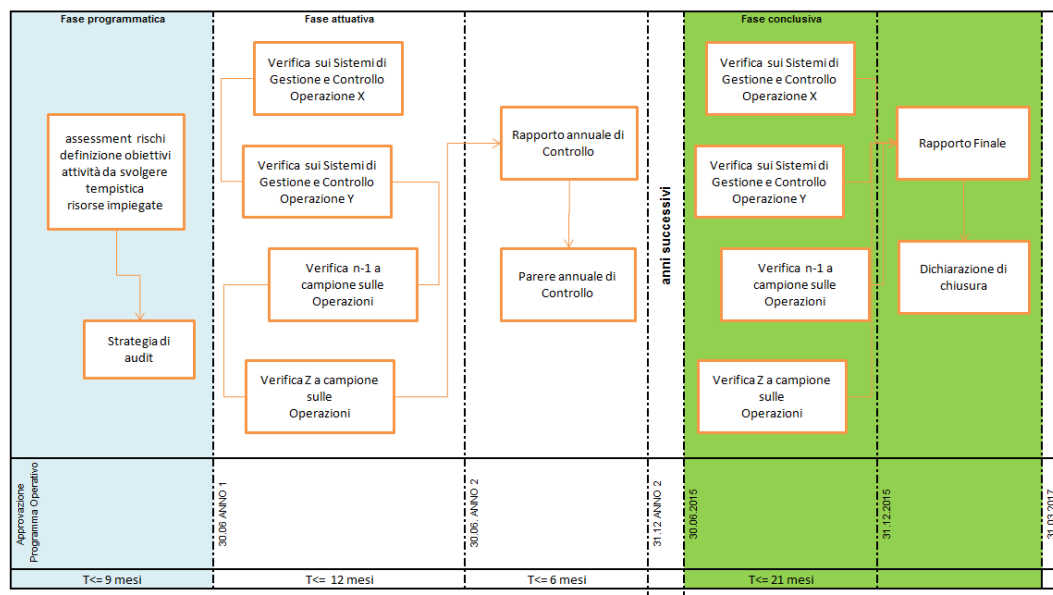 Fase programmatica
assessment rischi
definizione obiettivi
attività da svolgere
tempistica
risorse impiegate
Strategia di
audit
Fase attuativa
Verifica sui Sistemi di
Gestione e Controllo
Operazione X
Verifica sui Sistemi di
Gestione e Controllo
Operazione Y
Verifica n-1 a
campione sulle
Operazioni
Verifica Z a campione
sulle
Operazioni
Rapporto annuale di
Controllo
Parere annuale di
Controllo
anni successivi
Fase conclusiva
Verifica sui Sistemi di
Gestione e Controllo
Operazione X
Verifica sui Sistemi di
Gestione e Controllo
Operazione Y
Verifica n-1 a
campione sulle
Operazioni
Verifica Z a campione
sulle
Operazioni
Rapporto Finale
Dichiarazione di
chiusura
Approvazione
Programma Operativo
30.06 ANNO 1
30.06. ANNO 2
31.12 ANNO 2
30.06.2015
31.12.2015
31.03.2017
T<= 9 mesi
T<= 12 mesi
T<= 6 mesi
T<= 21 mesi